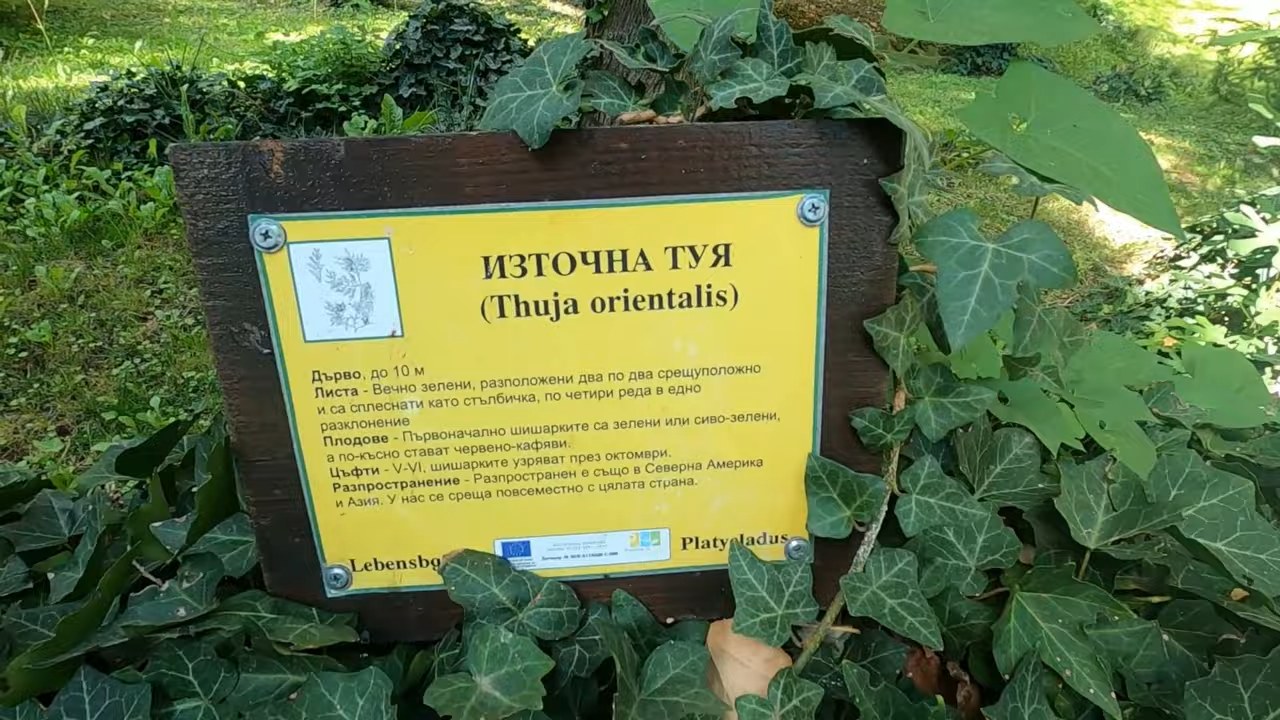 ИЗТОЧНА ТУЯ
(Thuja orientalis)
Дърво, до 10 м
Листа - Вечно зелени, разположени два по два срещуположно
и са сплеснати като стълбичка, по четири реда в едно
разклонение
Плодове - Първоначално шишарките са зелени или сиво-зелени,
а по-късно стават червено-кафяви.
Цъфти - V-VI, шишарките узряват през октомври.
Разпространение - Разпространен е също в Северна Америка
и Азия. У нас се среща повсеместно с цялата страна.
Platycladus